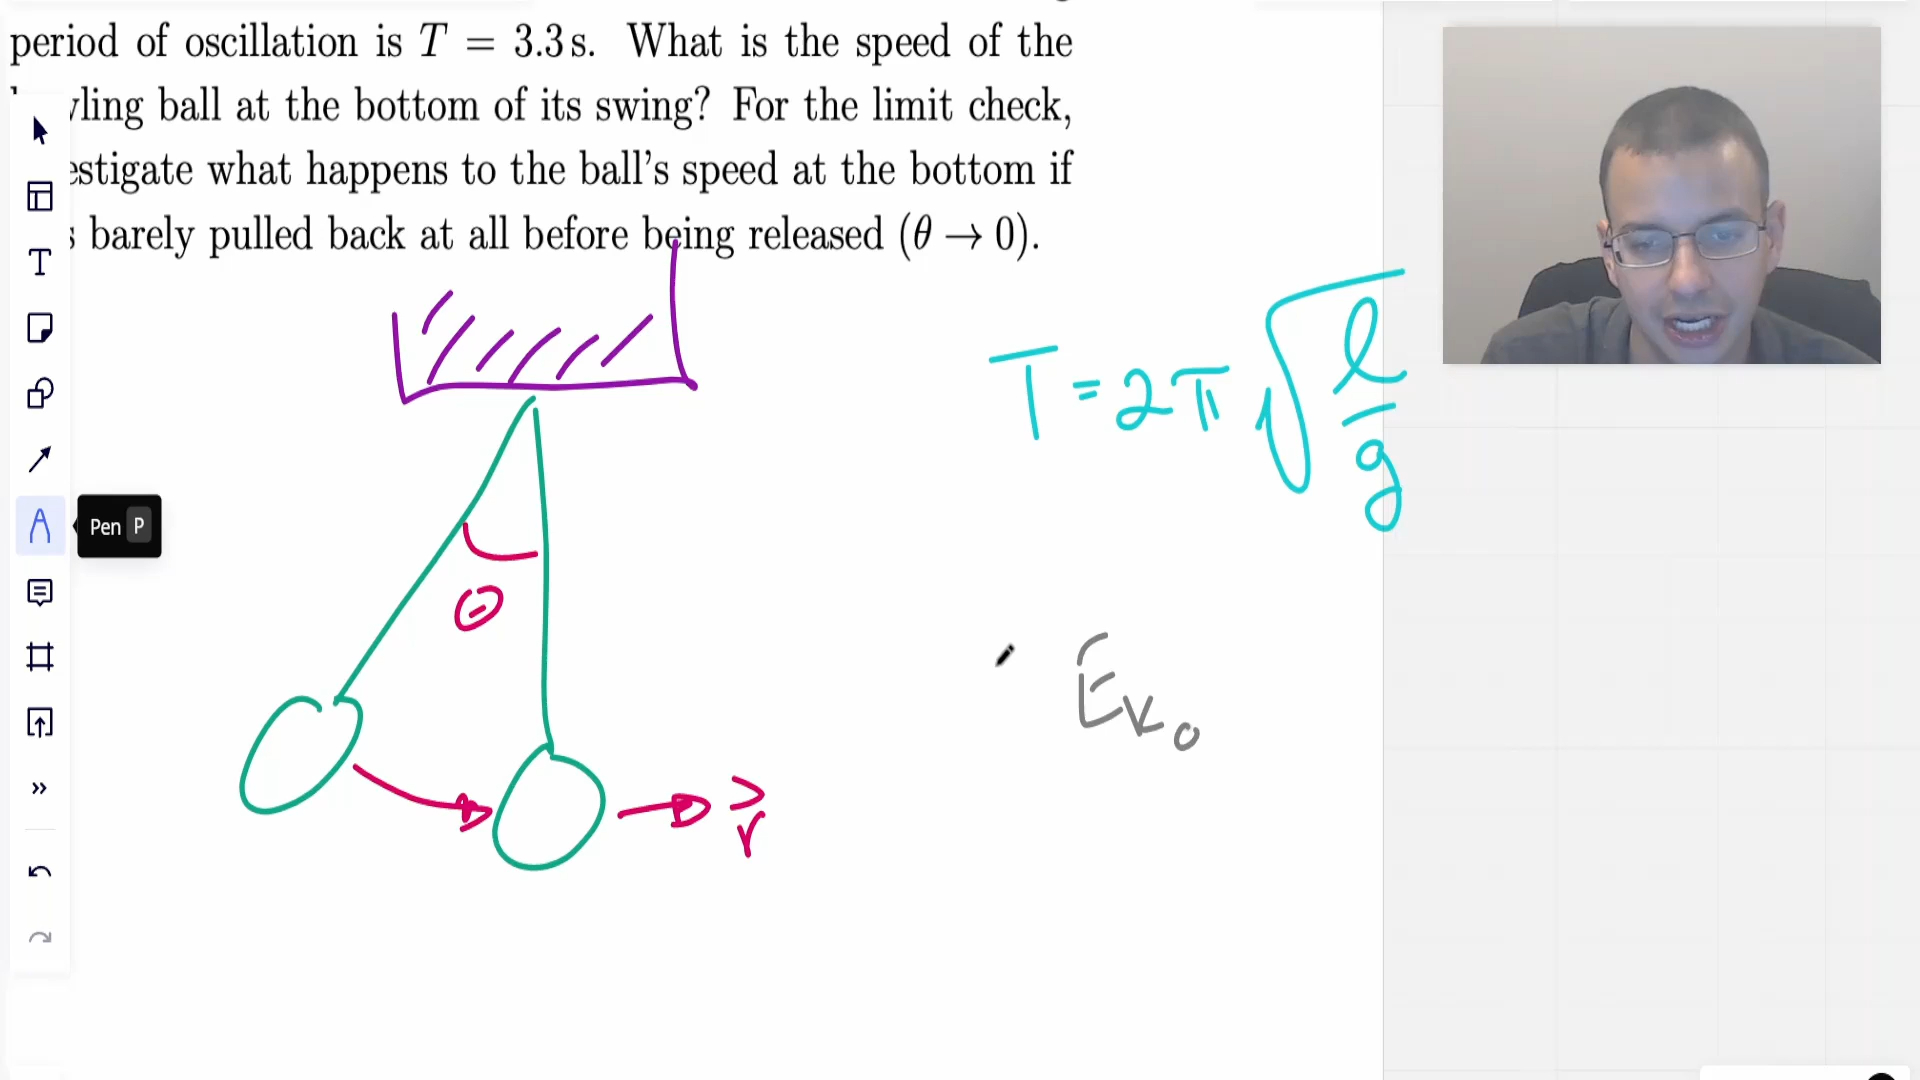 period of oscillation is T = 3.3 s. What is the speed of the
ling ball at the bottom of its swing? For the limit check,
estigate what happens to the ball's speed at the bottom if
s barely pulled back at all before being released (θ → 0).
T = 2π √(l/g)
T
Pen P
Θ
E_K_0
v⃗